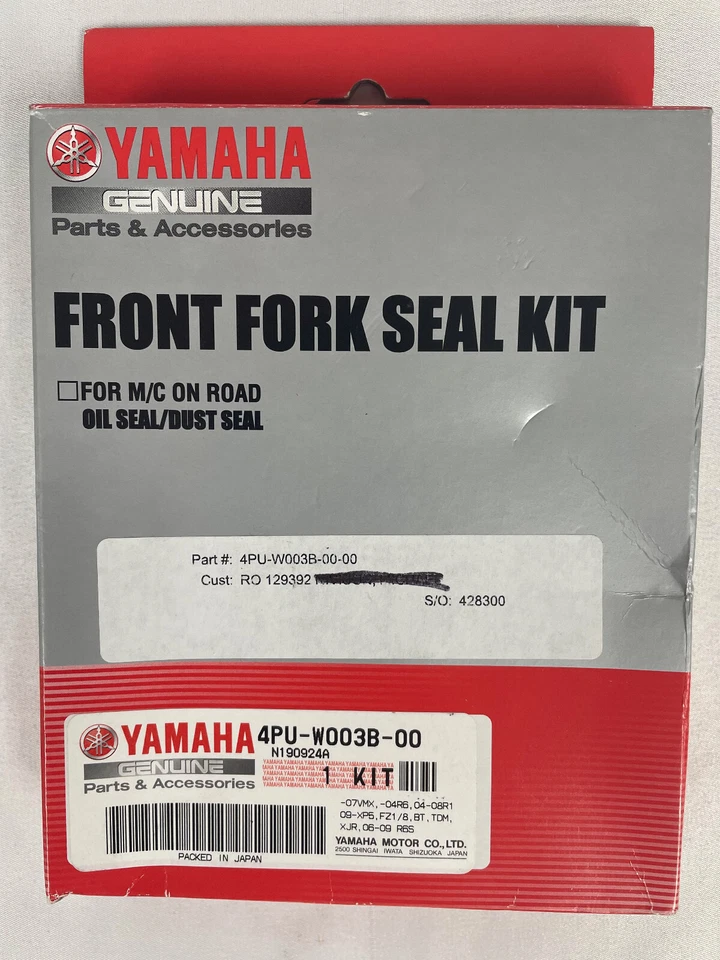 YAMAHA
GENUINE
Parts & Accessories
FRONT FORK SEAL KIT
FOR M/C ON ROAD
OIL SEAL/DUST SEAL
Part #: 4PU-W003B-00-00
Cust: RO 129392
S/O: 428300
YAMAHA 4PU-W003B-00
GENUINE N190924A
Parts & Accessories 1 KIT
-07VMX,-04R6,04-08R1
09-XP5,FZ1/8,BT,TDM,
XJR,06-09 R6S
YAMAHA MOTOR CO.,LTD.
2500 SHINGAI IWATA SHIZUOKA JAPAN
PACKED IN JAPAN